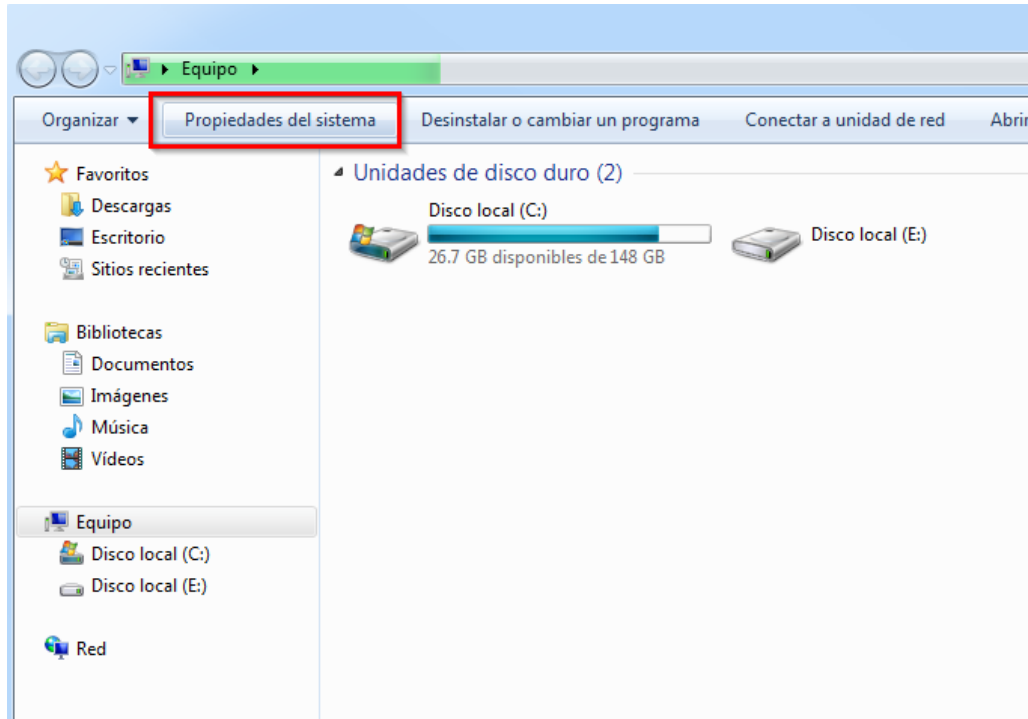 Equipo
Organizar Propiedades del sistema Desinstalar o cambiar un programa Conectar a unidad de red Abrir
Favoritos
Descargas
Escritorio
Sitios recientes
Bibliotecas
Documentos
Imágenes
Música
Vídeos
Equipo
Disco local (C:)
Disco local (E:)
Red
Unidades de disco duro (2)
Disco local (C:)
26.7 GB disponibles de 148 GB
Disco local (E:)